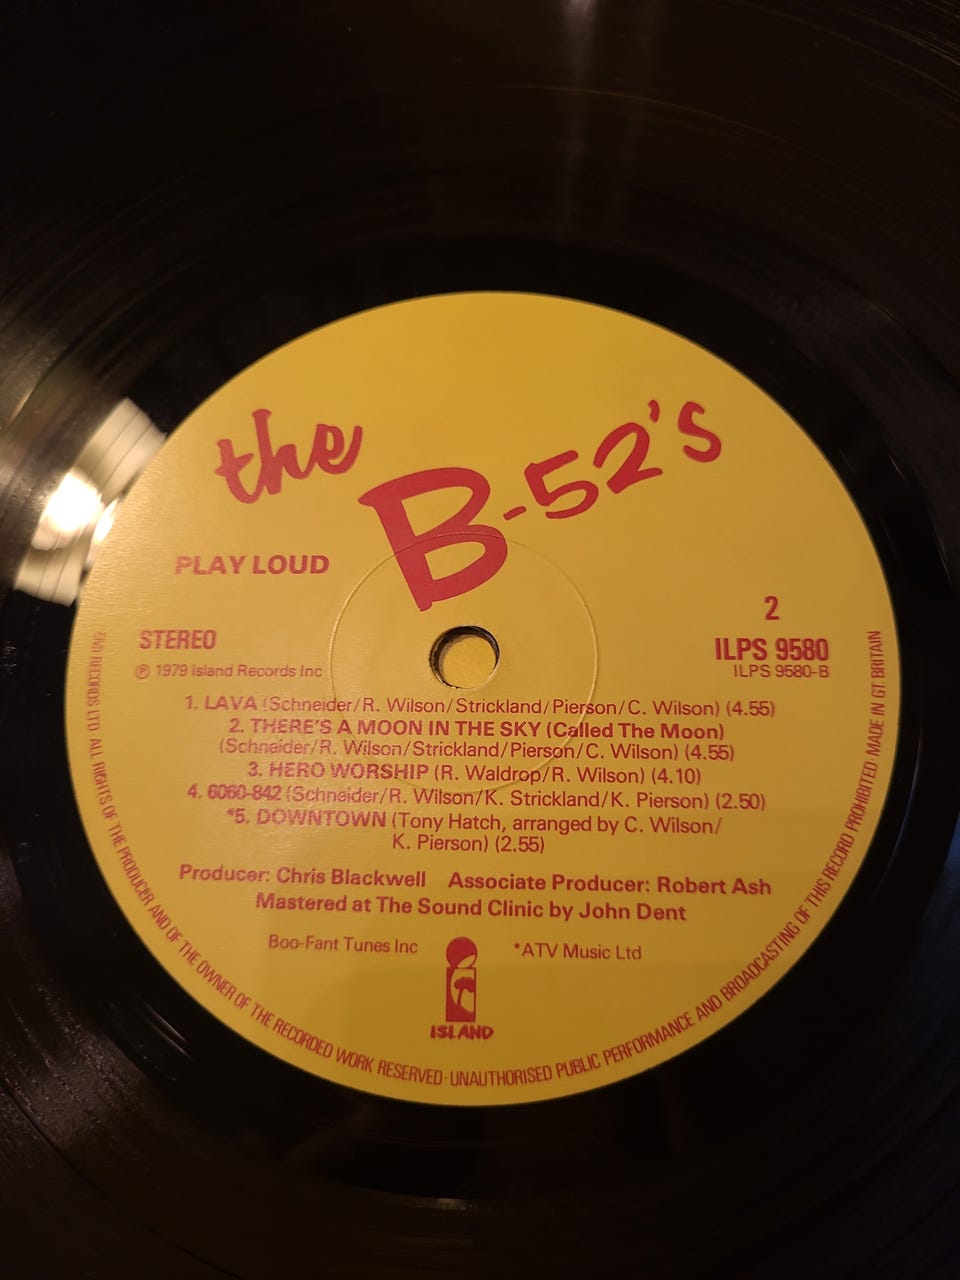 the B-52's
PLAY LOUD
2
STEREO
ILPS 9580
℗ 1979 Island Records Inc
ILPS 9580-B
1. LAVA (Schneider/R. Wilson/Strickland/Pierson/C. Wilson) (4.55)
2. THERE'S A MOON IN THE SKY (Called The Moon)
(Schneider/R. Wilson/Strickland/Pierson/C. Wilson) (4.55)
3. HERO WORSHIP (R. Waldrop/R. Wilson) (4.10)
4. 6060-842 (Schneider/R. Wilson/K. Strickland/K. Pierson) (2.50)
*5. DOWNTOWN (Tony Hatch, arranged by C. Wilson/
K. Pierson) (2.55)
Producer: Chris Blackwell Associate Producer: Robert Ash
Mastered at The Sound Clinic by John Dent
Boo-Fant Tunes Inc
*ATV Music Ltd
ISLAND
EMI RECORDS LTD ALL RIGHTS OF THE PRODUCER AND OF THE OWNER OF THE RECORDED WORK RESERVED · UNAUTHORISED PUBLIC PERFORMANCE AND BROADCASTING OF THIS RECORD PROHIBITED · MADE IN GT. BRITAIN